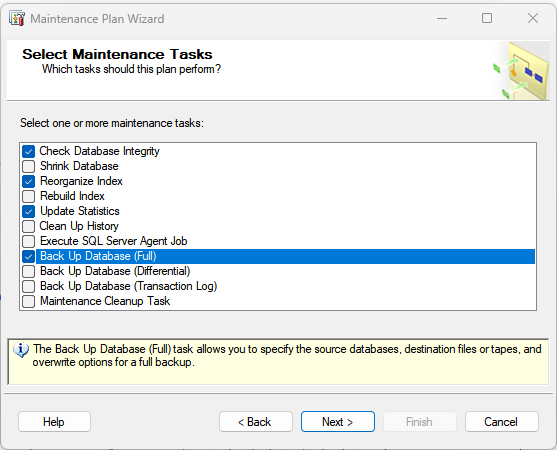 Maintenance Plan Wizard
Select Maintenance Tasks
Which tasks should this plan perform?
Select one or more maintenance tasks:
Check Database Integrity
Shrink Database
Reorganize Index
Rebuild Index
Update Statistics
Clean Up History
Execute SQL Server Agent Job
Back Up Database (Full)
Back Up Database (Differential)
Back Up Database (Transaction Log)
Maintenance Cleanup Task
The Back Up Database (Full) task allows you to specify the source databases, destination files or tapes, and
overwrite options for a full backup.
Help
< Back
Next >
Finish
Cancel